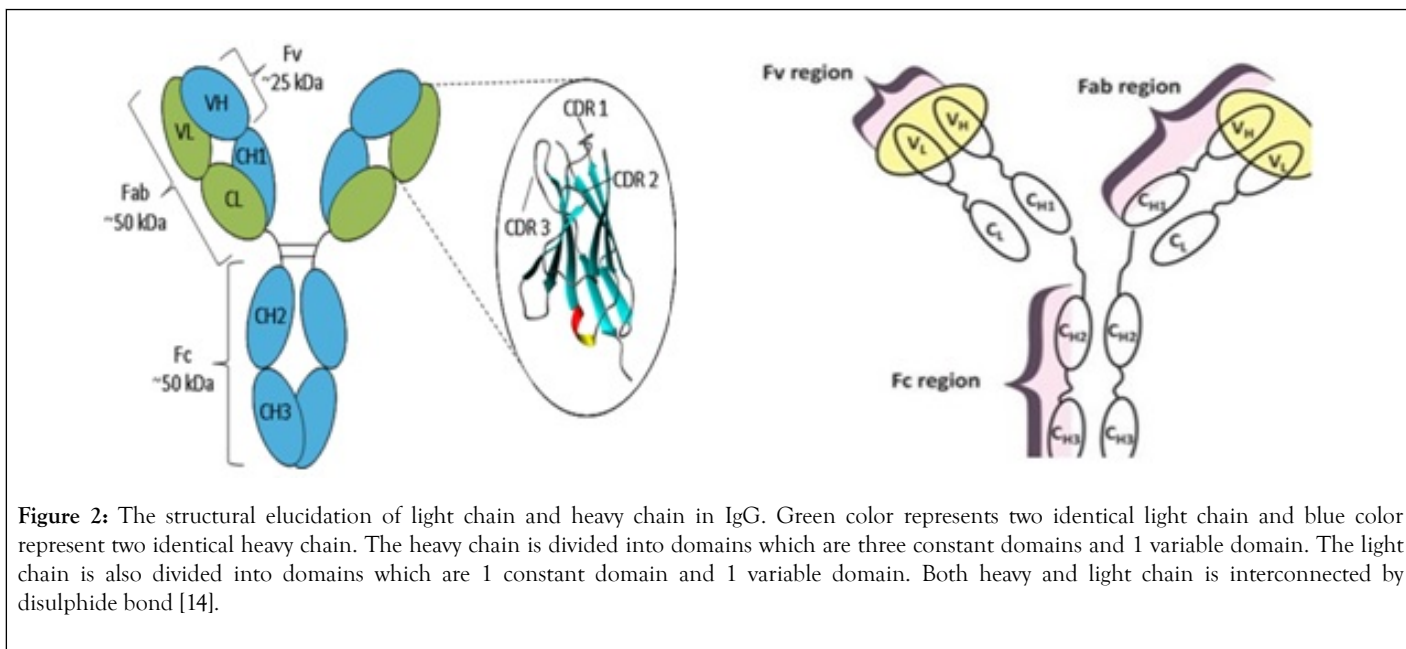 Fv
~25 kDa
VH
VL
CH1
CL
Fab
~50 kDa
CH2
Fc
~50 kDa
CH3
CDR 1
CDR 2
CDR 3
Fv region
Fab region
VH
VL
CH1
CL
VH
VL
CH1
CL
CH2
CH2
Fc region
CH3
CH3
Figure 2: The structural elucidation of light chain and heavy chain in IgG. Green color represents two identical light chain and blue color
represent two identical heavy chain. The heavy chain is divided into domains which are three constant domains and 1 variable domain. The light
chain is also divided into domains which are 1 constant domain and 1 variable domain. Both heavy and light chain is interconnected by
disulphide bond [14].